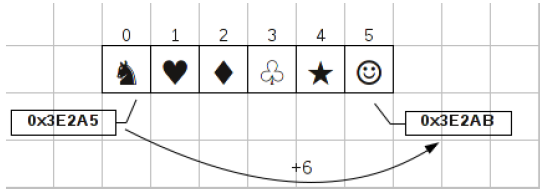 0 1 2 3 4 5
♞ ♥ ♦ ♧ ★ ☺
0x3E2A5 0x3E2AB
+6